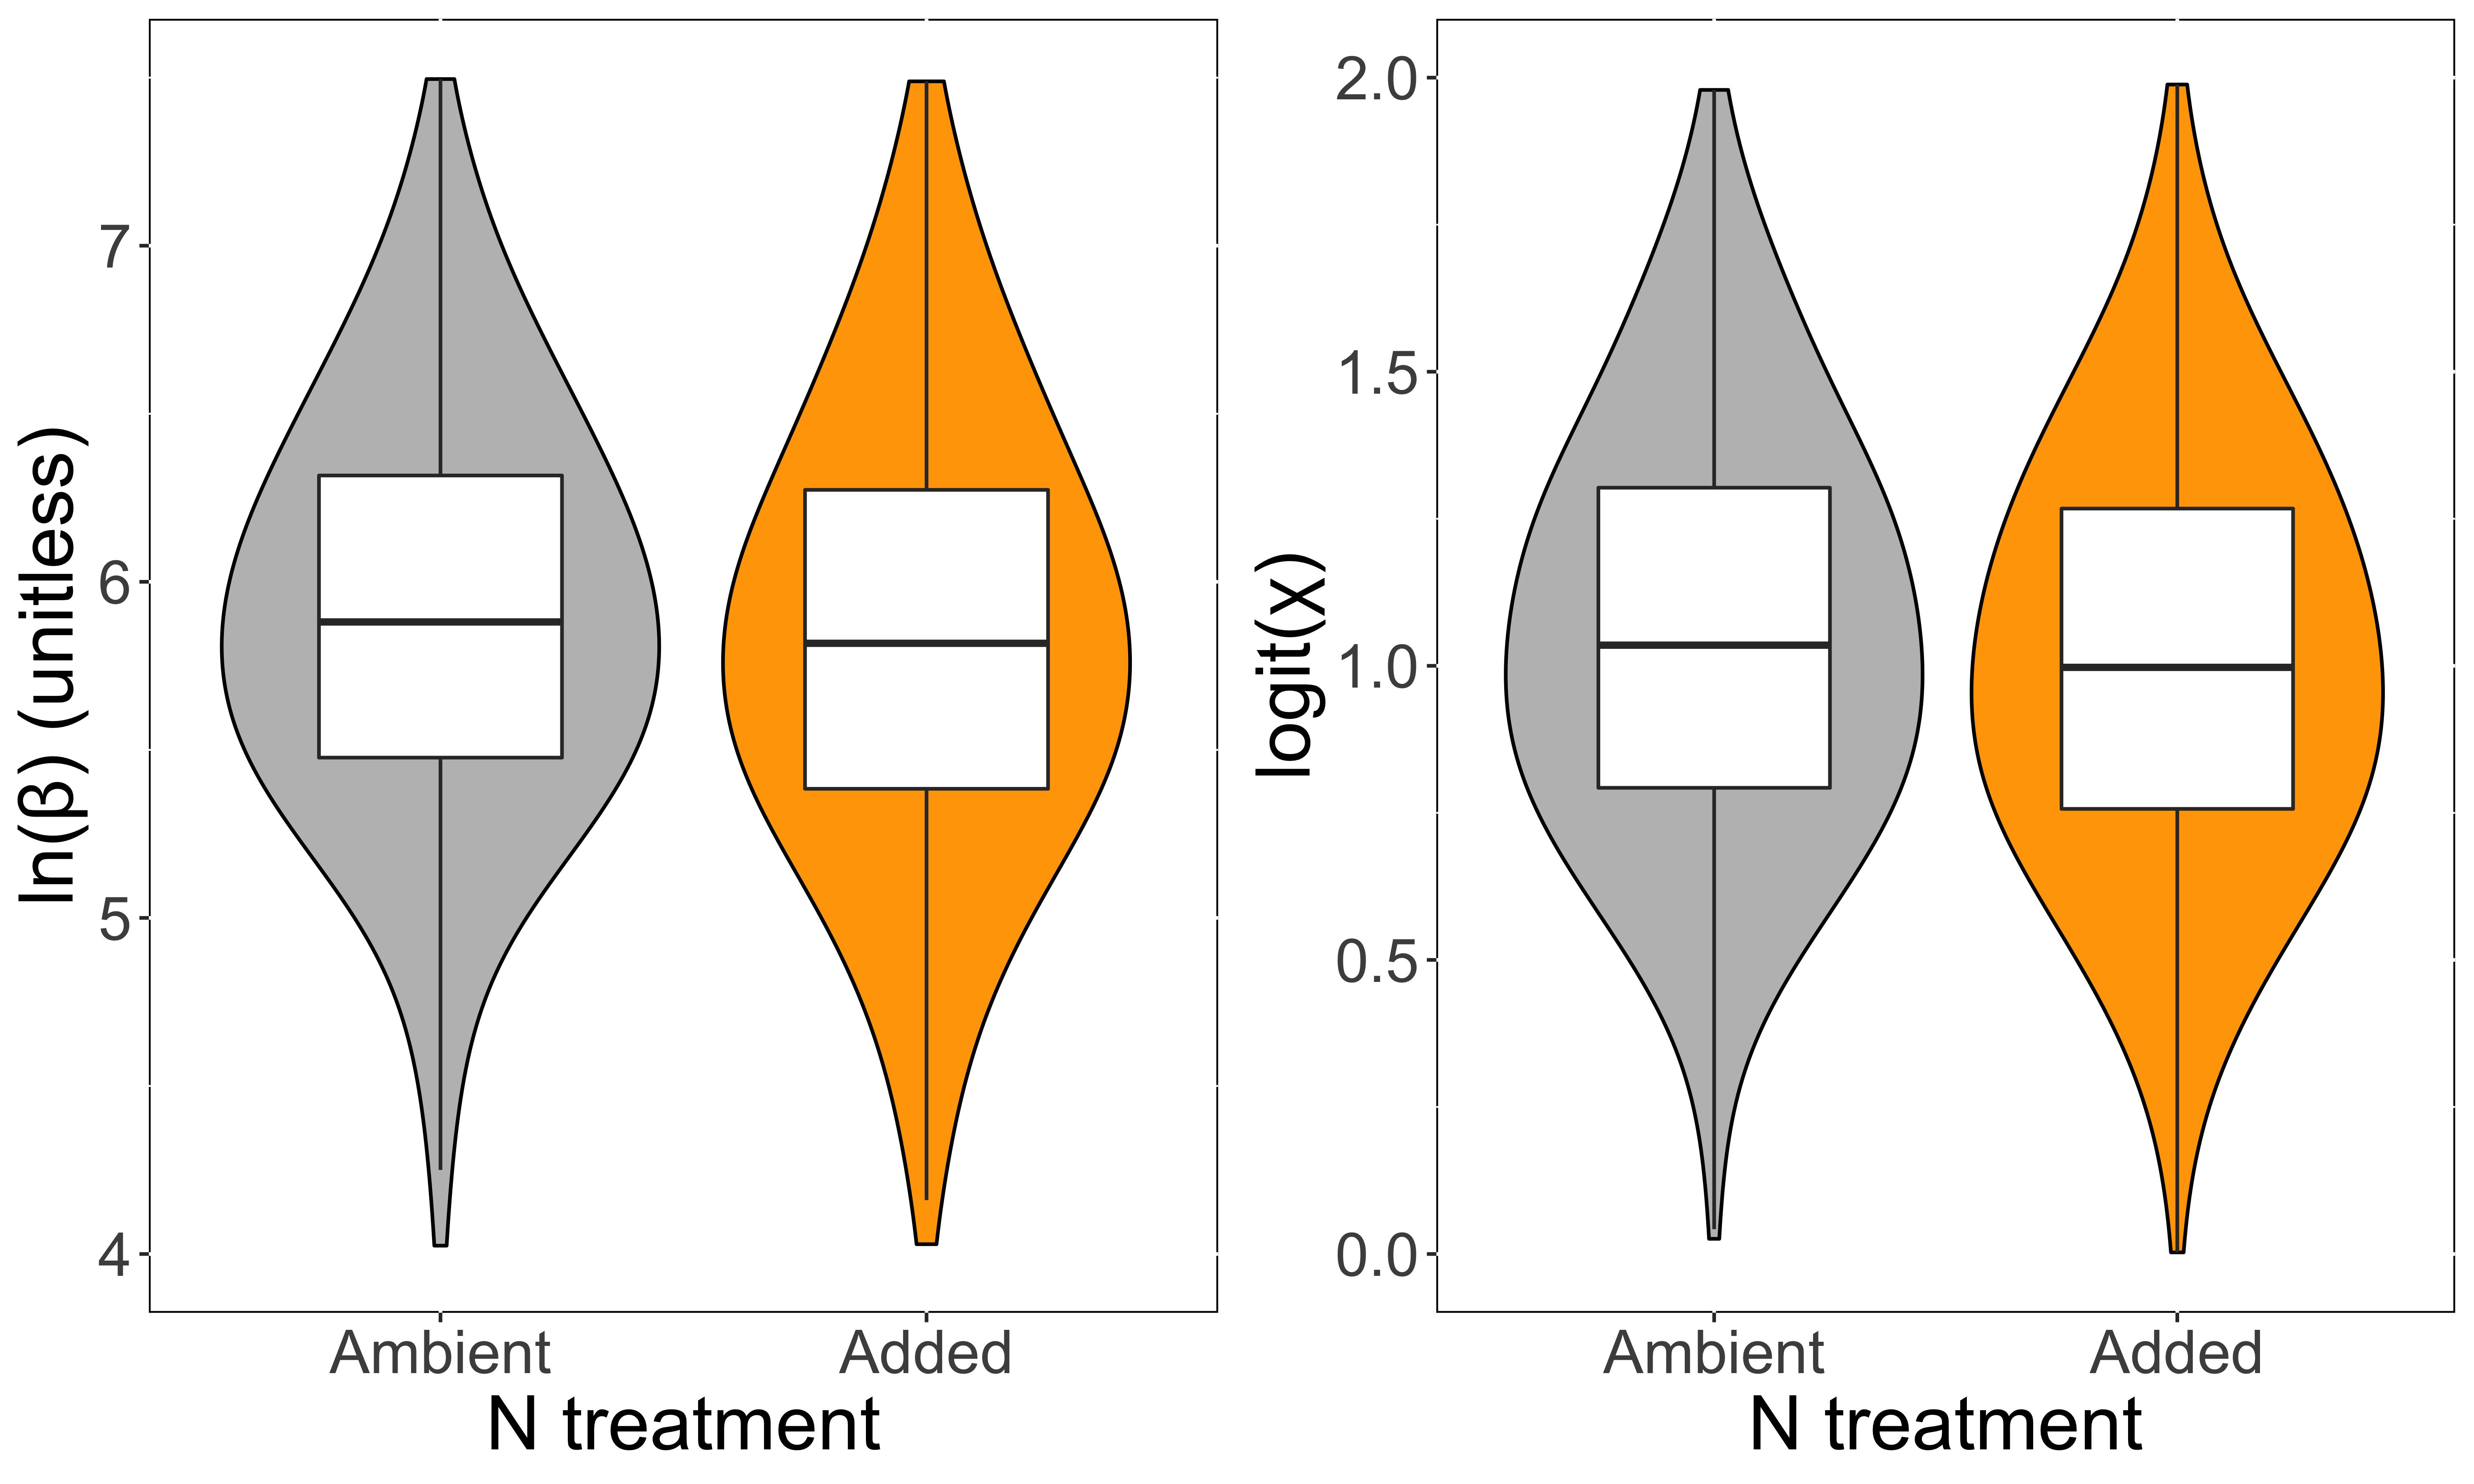 ln(β) (unitless)
7
6
5
4
Ambient Added
N treatment
logit(x)
2.0
1.5
1.0
0.5
0.0
Ambient Added
N treatment